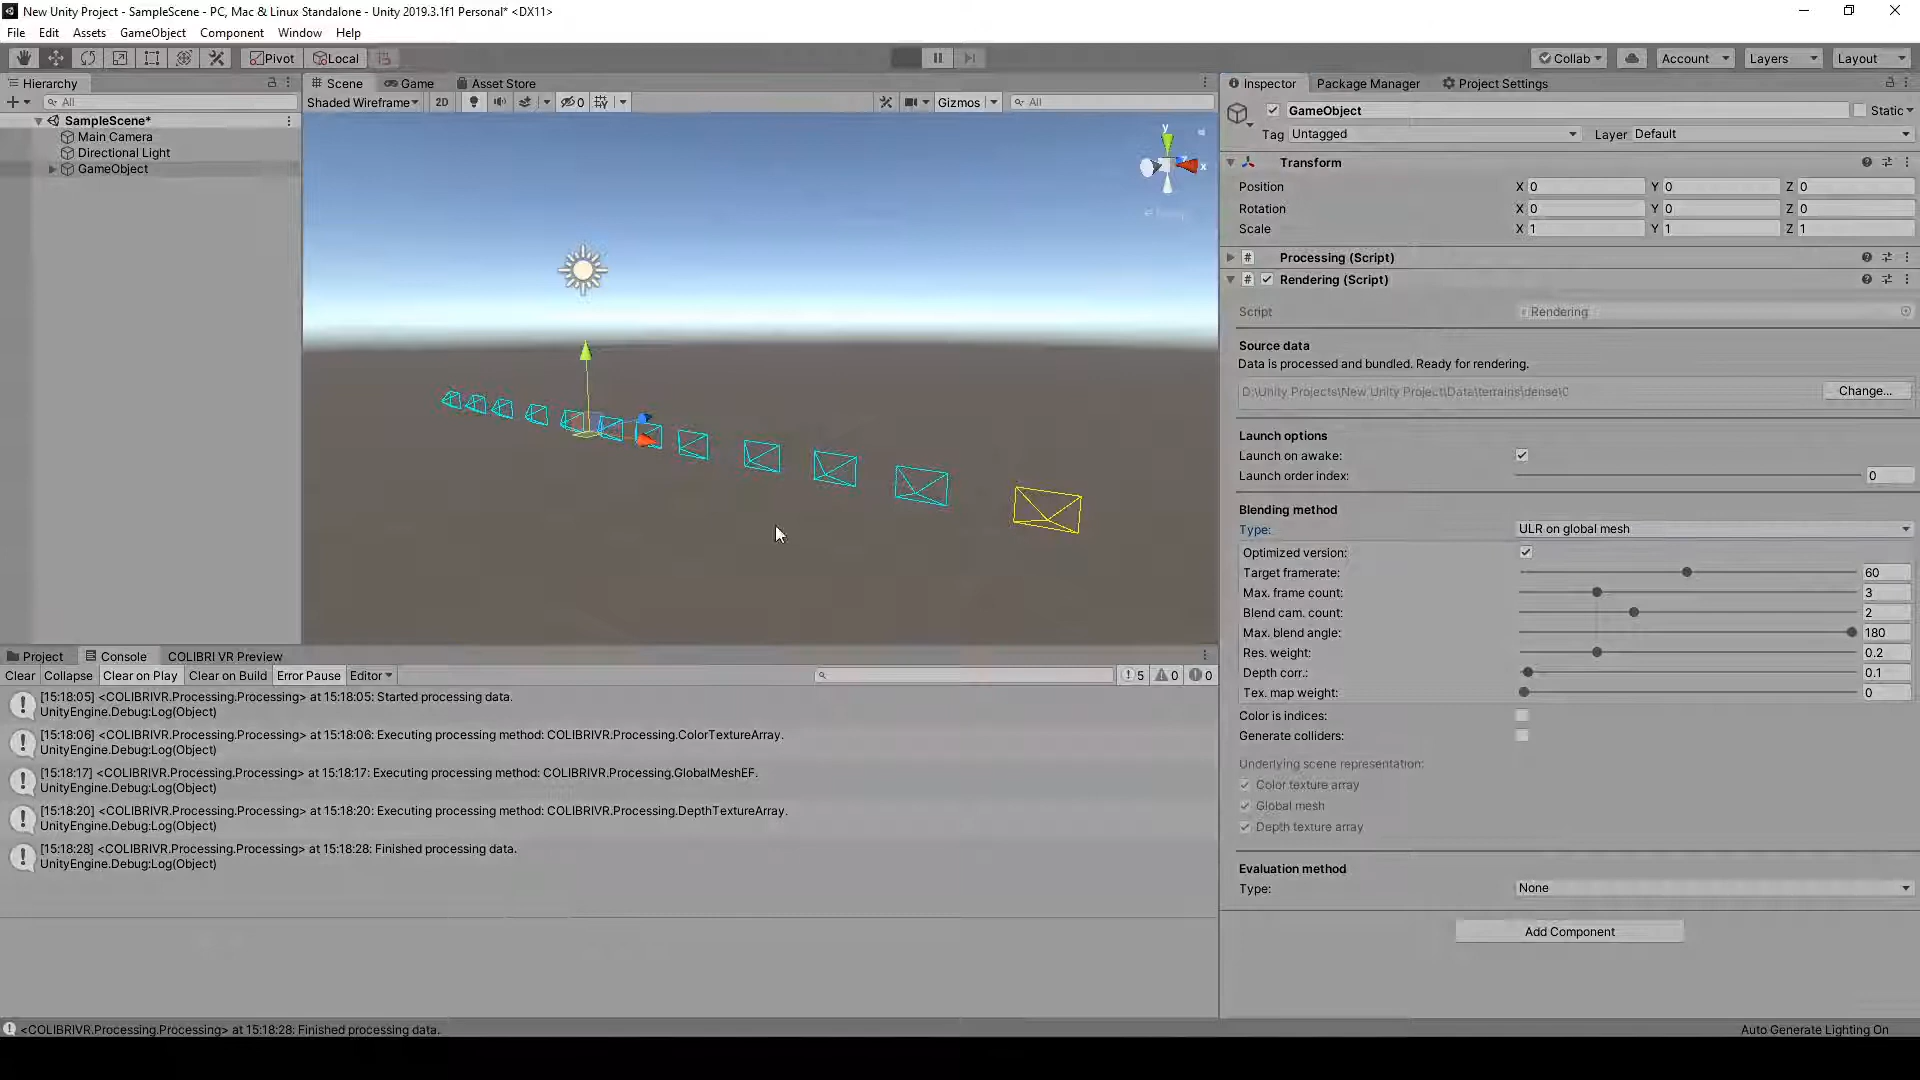 New Unity Project - SampleScene - PC, Mac & Linux Standalone - Unity 2019.3.1f1 Personal* <DX11>
File Edit Assets GameObject Component Window Help
Pivot Local Collab Account Layers Layout
Hierarchy
All
SampleScene*
Main Camera
Directional Light
GameObject
Scene Game Asset Store
Shaded Wireframe 2D 0 Gizmos All
y
x
Inspector Package Manager Project Settings
GameObject Static
Tag Untagged Layer Default
Transform
Position X 0 Y 0 Z 0
Rotation X 0 Y 0 Z 0
Scale X 1 Y 1 Z 1
# Processing (Script)
# Rendering (Script)
Script Rendering
Source data
Data is processed and bundled. Ready for rendering.
D:\Unity Projects\New Unity Project\Data\terrains\dense\C Change...
Launch options
Launch on awake:
Launch order index: 0
Blending method
Type: ULR on global mesh
Optimized version:
Target framerate: 60
Max. frame count: 3
Blend cam. count: 2
Max. blend angle: 180
Res. weight: 0.2
Depth corr.: 0.1
Tex. map weight: 0
Color is indices:
Generate colliders:
Underlying scene representation:
Color texture array
Global mesh
Depth texture array
Evaluation method
Type: None
Add Component
Project Console COLIBRI VR Preview
Clear Collapse Clear on Play Clear on Build Error Pause Editor 5 0 0
[15:18:05] <COLIBRIVR.Processing.Processing> at 15:18:05: Started processing data.
UnityEngine.Debug:Log(Object)
[15:18:06] <COLIBRIVR.Processing.Processing> at 15:18:06: Executing processing method: COLIBRIVR.Processing.ColorTextureArray.
UnityEngine.Debug:Log(Object)
[15:18:17] <COLIBRIVR.Processing.Processing> at 15:18:17: Executing processing method: COLIBRIVR.Processing.GlobalMeshEF.
UnityEngine.Debug:Log(Object)
[15:18:20] <COLIBRIVR.Processing.Processing> at 15:18:20: Executing processing method: COLIBRIVR.Processing.DepthTextureArray.
UnityEngine.Debug:Log(Object)
[15:18:28] <COLIBRIVR.Processing.Processing> at 15:18:28: Finished processing data.
UnityEngine.Debug:Log(Object)
<COLIBRIVR.Processing.Processing> at 15:18:28: Finished processing data.
Auto Generate Lighting On